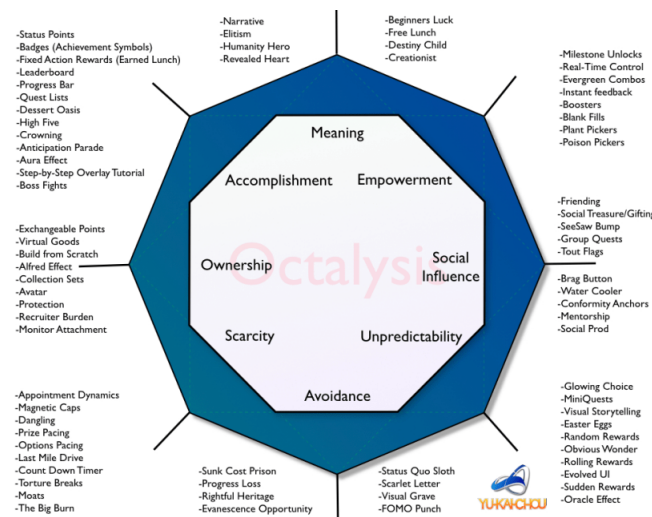 -Narrative
-Elitism
-Humanity Hero
-Revealed Heart
-Beginners Luck
-Free Lunch
-Destiny Child
-Creationist
-Status Points
-Badges (Achievement Symbols)
-Fixed Action Rewards (Earned Lunch)
-Leaderboard
-Progress Bar
-Quest Lists
-Dessert Oasis
-High Five
-Crowning
-Anticipation Parade
-Aura Effect
-Step-by-Step Overlay Tutorial
-Boss Fights
-Milestone Unlocks
-Real-Time Control
-Evergreen Combos
-Instant feedback
-Boosters
-Blank Fills
-Plant Pickers
-Poison Pickers
Meaning
Accomplishment
Empowerment
Ownership
Octalysis
Social
Influence
Scarcity
Unpredictability
Avoidance
-Exchangeable Points
-Virtual Goods
-Build from Scratch
-Alfred Effect
-Collection Sets
-Avatar
-Protection
-Recruiter Burden
-Monitor Attachment
-Friending
-Social Treasure/Gifting
-SeeSaw Bump
-Group Quests
-Tout Flags
-Brag Button
-Water Cooler
-Conformity Anchors
-Mentorship
-Social Prod
-Appointment Dynamics
-Magnetic Caps
-Dangling
-Prize Pacing
-Options Pacing
-Last Mile Drive
-Count Down Timer
-Torture Breaks
-Moats
-The Big Burn
-Sunk Cost Prison
-Progress Loss
-Rightful Heritage
-Evanescence Opportunity
-Status Quo Sloth
-Scarlet Letter
-Visual Grave
-FOMO Punch
-Glowing Choice
-MiniQuests
-Visual Storytelling
-Easter Eggs
-Random Rewards
-Obvious Wonder
-Rolling Rewards
-Evolved UI
-Sudden Rewards
-Oracle Effect
YU-KAI CHOU